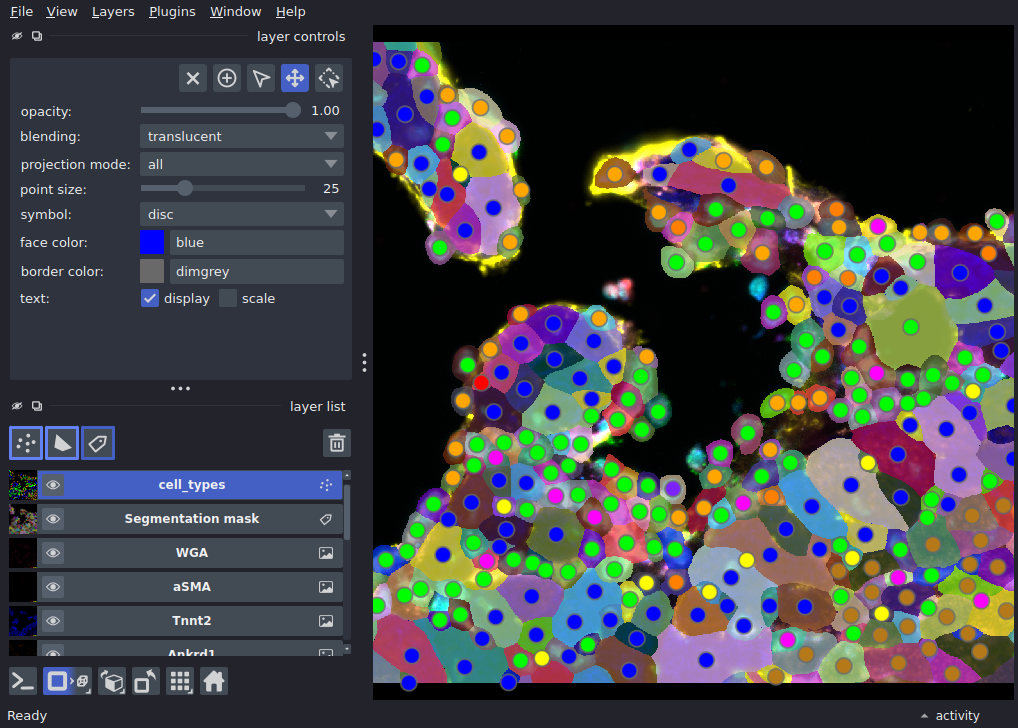 File View Layers Plugins Window Help
layer controls
opacity: 1.00
blending: translucent
projection mode: all
point size: 25
symbol: disc
face color: blue
border color: dimgrey
text: display scale
layer list
cell_types
Segmentation mask
WGA
aSMA
Tnnt2
Ankrd1
Ready
activity